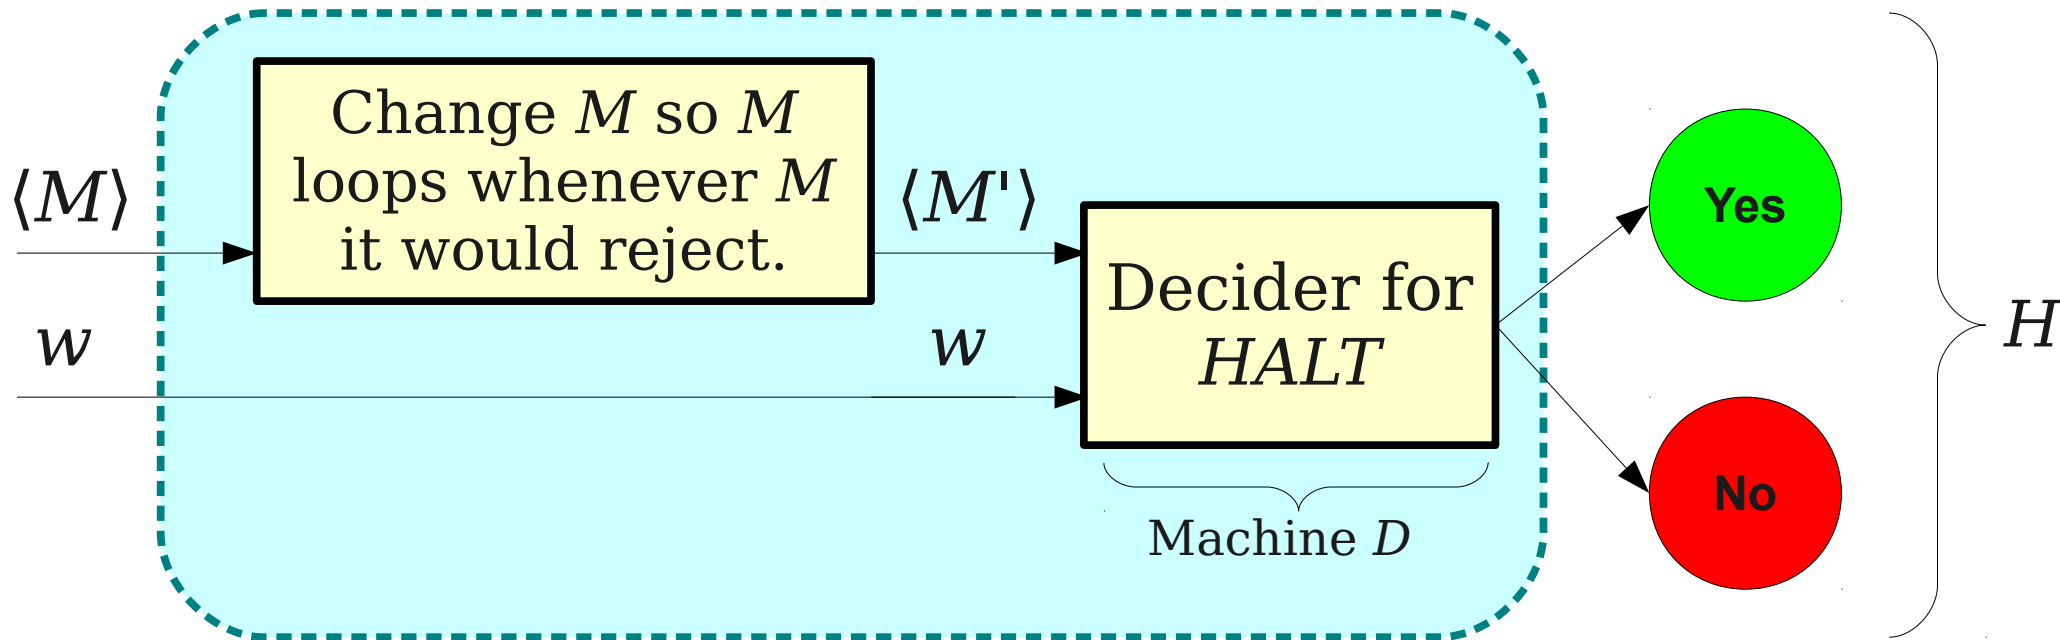 ⟨M⟩
w
Change M so M
loops whenever M
it would reject.
⟨M'⟩
w
Decider for
HALT
Machine D
Yes
No
H